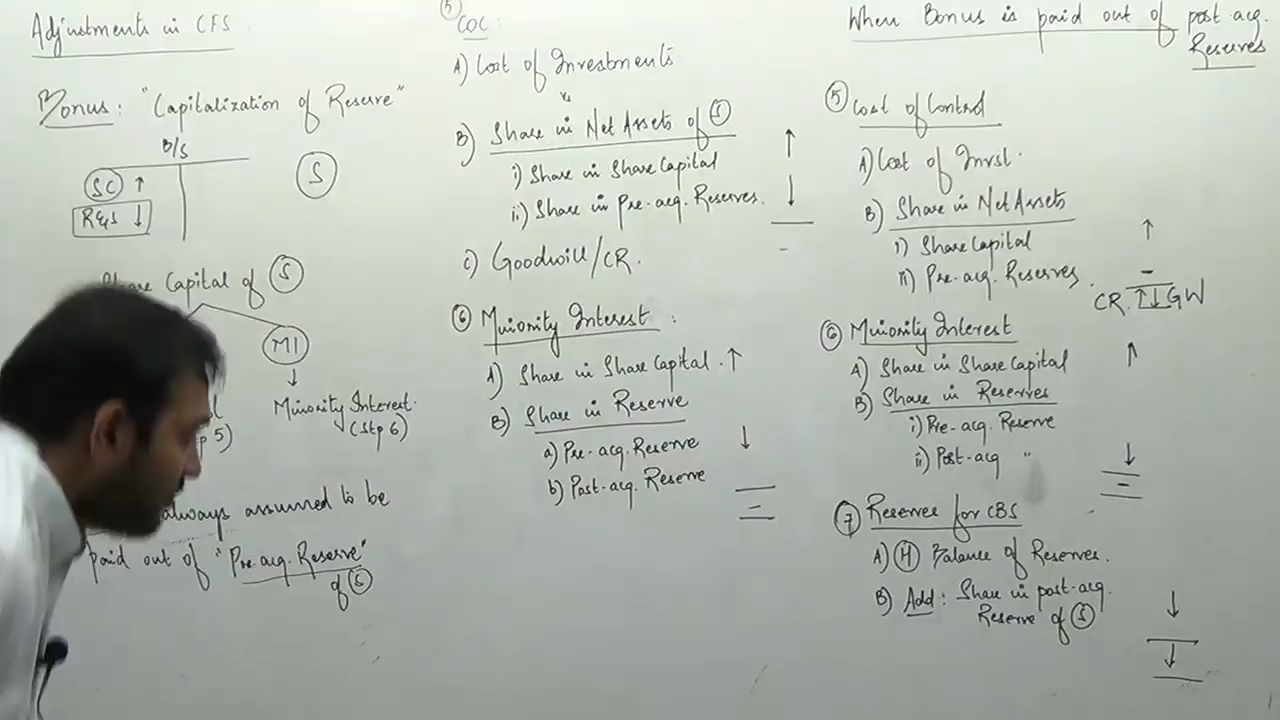 Adjustments in CFS
Bonus: "Capitalization of Reserve"
B/S
SC ↑
R&S ↓
S
Share Capital of S
MI
↓
Minority Interest.
(Stp 6)
p 5)
always assumed to be
paid out of "Pre-acq. Reserve"
of S
5 COC:
A) Cost of Investments
Vs
B) Share in Net Assets of S
i) Share in Share Capital ↑
ii) Share in Pre-acq. Reserves. ↓
-
C) Goodwill/CR.
6 Minority Interest :
A) Share in Share Capital. ↑
B) Share in Reserve
a) Pre-acq. Reserve ↓
b) Post-acq. Reserve
=
When Bonus is paid out of post acq.
Reserves
5 Cost of Control
A) Cost of Invst.
B) Share in Net Assets
i) Share Capital ↑
ii) Pre-acq. Reserves. -
CR. ↑↓ GW
6 Minority Interest
A) Share in Share Capital ↑
B) Share in Reserves
i) Pre-acq. Reserve
ii) Post-acq " ↓
-
7 Reserves for CBS
A) H Balance of Reserves.
B) Add: Share in post-acq.
Reserve of S ↓
↓